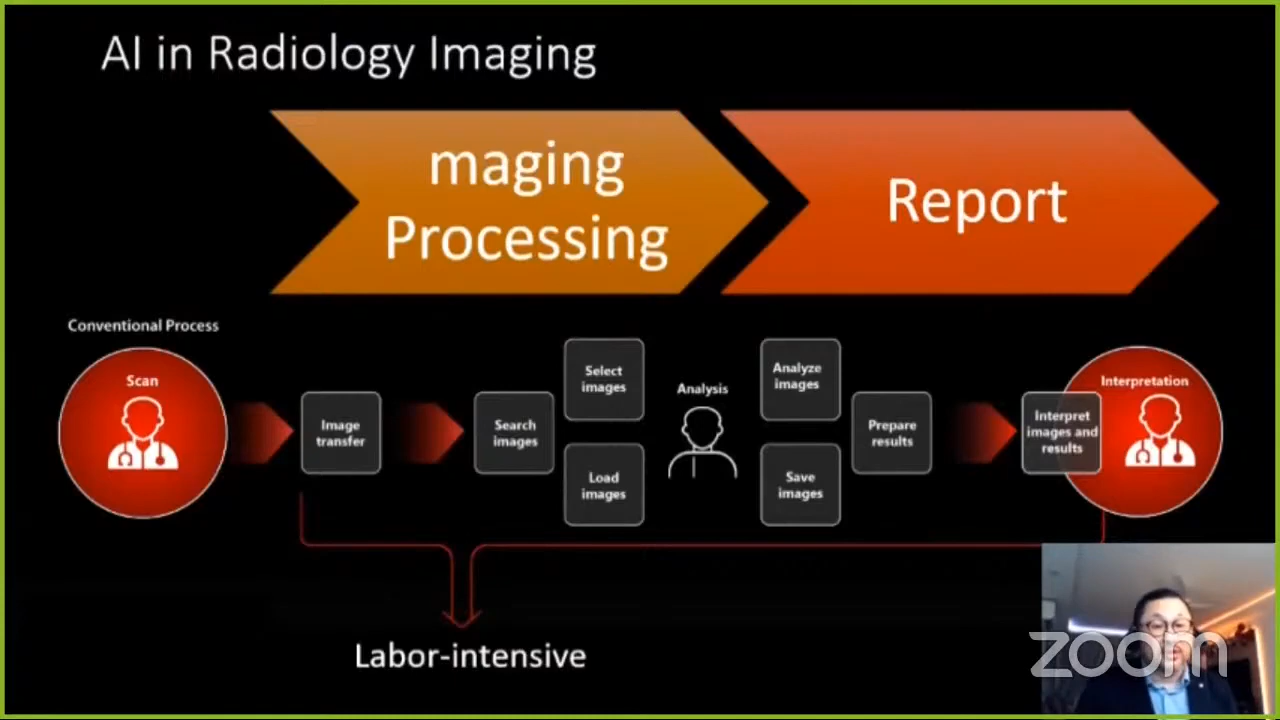 AI in Radiology Imaging
maging
Processing
Report
Conventional Process
Scan
Image
transfer
Search
images
Select
images
Load
images
Analysis
Analyze
images
Save
images
Prepare
results
Interpretation
Interpret
images and
results
Labor-intensive
zoom